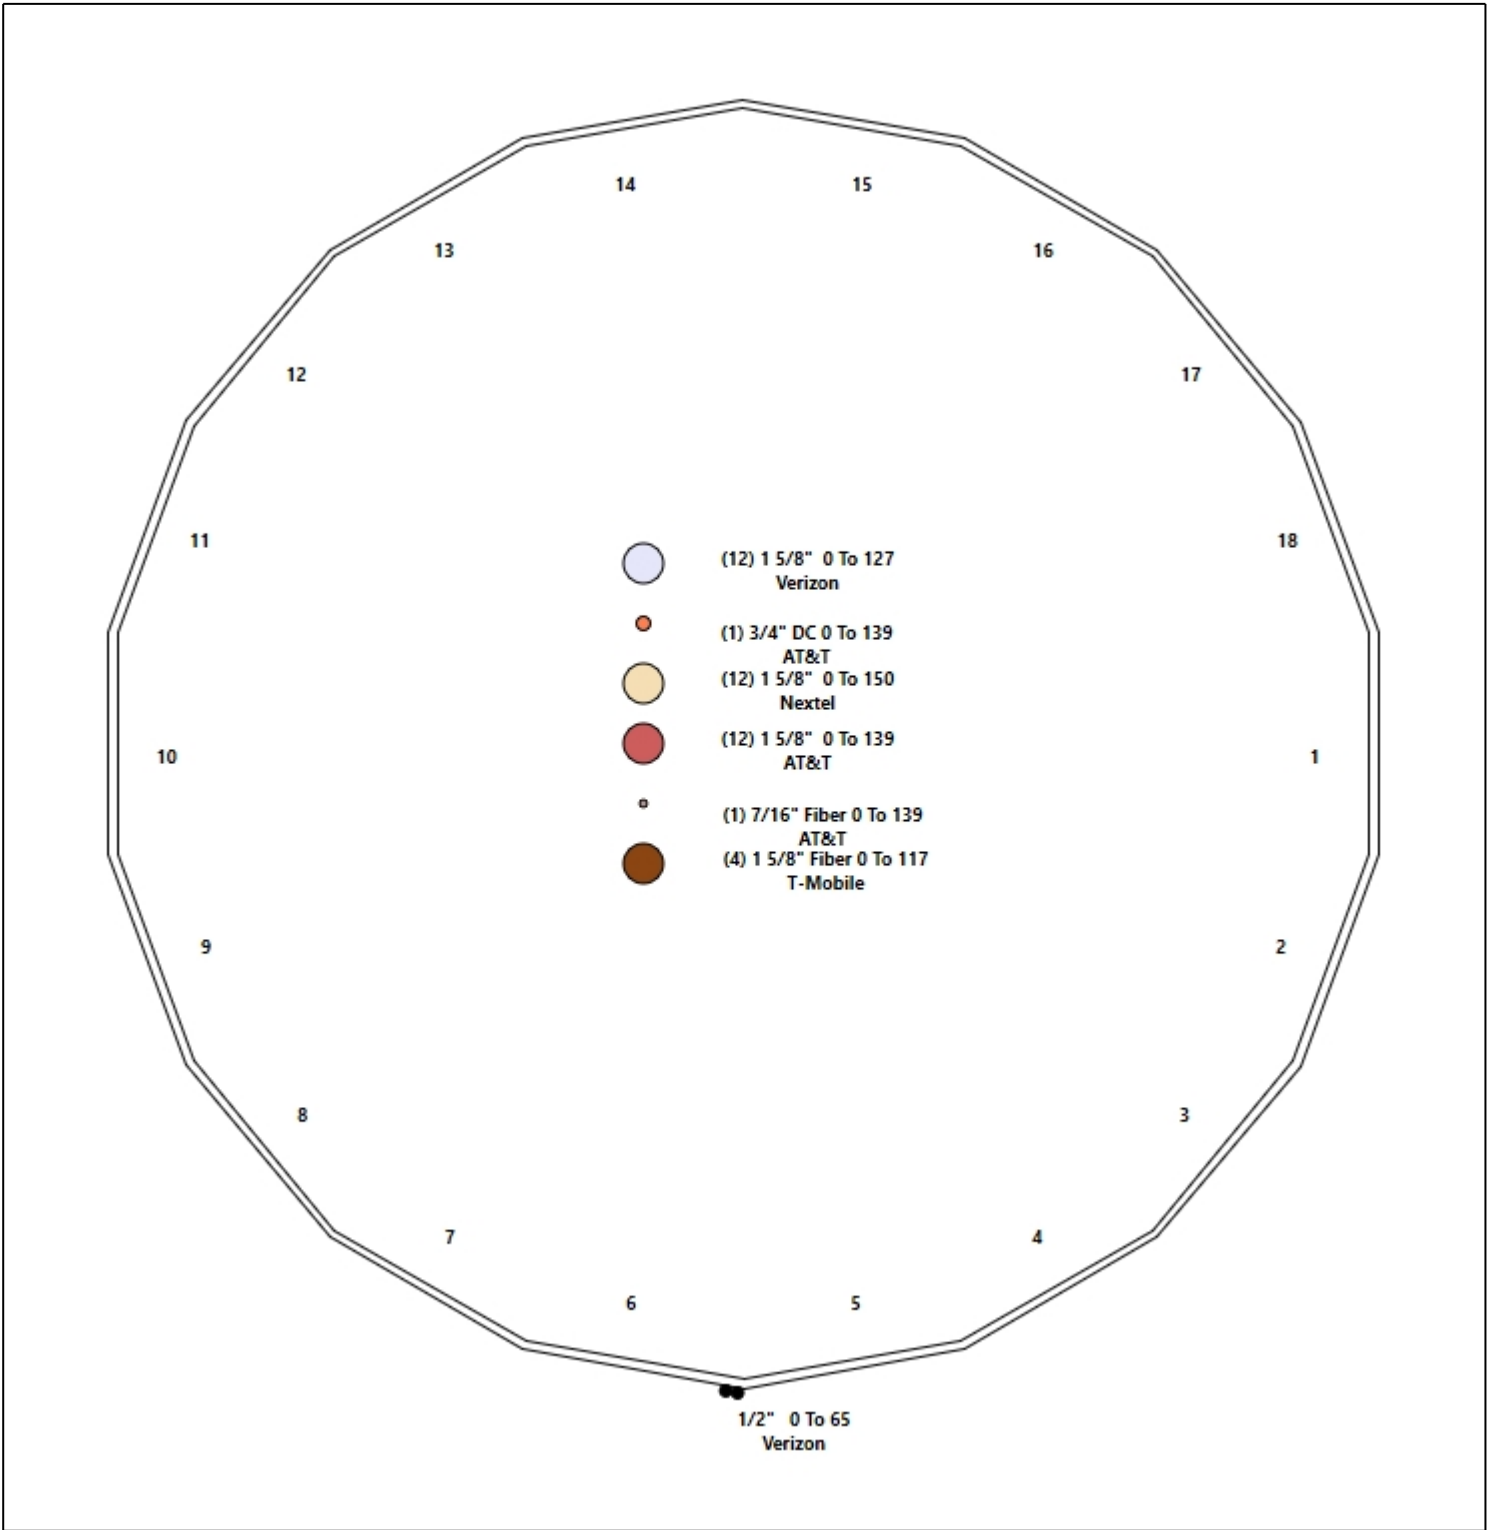 14
15
13
16
12
17
11
18
(12) 1 5/8"  0 To 127
Verizon
(1) 3/4" DC 0 To 139
AT&T
(12) 1 5/8"  0 To 150
Nextel
(12) 1 5/8"  0 To 139
AT&T
10
1
(1) 7/16" Fiber 0 To 139
AT&T
(4) 1 5/8" Fiber 0 To 117
T-Mobile
9
2
8
3
7
4
6
5
1/2"   0 To 65
Verizon